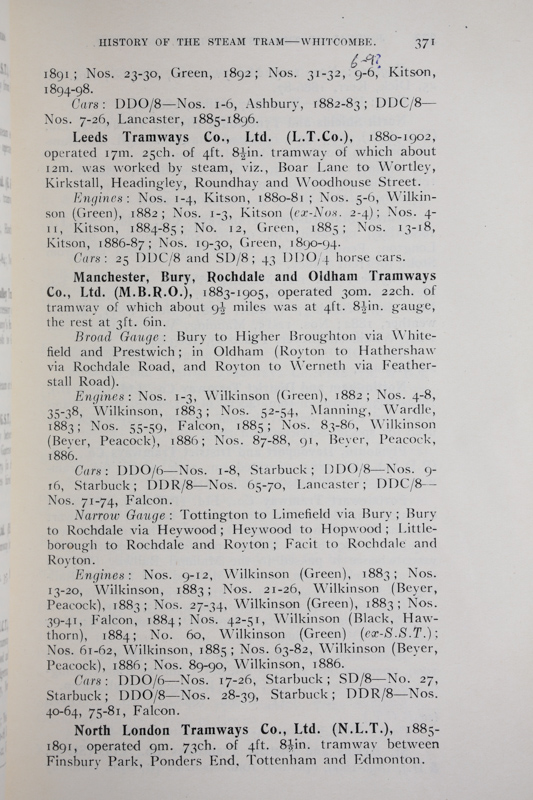 HISTORY OF THE STEAM TRAM—WHITCOMBE. 371
1891; Nos. 23-30, Green, 1892; Nos. 31-32, 9-6, Kitson,
1894-98.
Cars: DDO/8—Nos. 1-6, Ashbury, 1882-83; DDC/8—
Nos. 7-26, Lancaster, 1885-1896.
Leeds Tramways Co., Ltd. (L.T.Co.), 1880-1902,
operated 17m. 25ch. of 4ft. 8½in. tramway of which about
12m. was worked by steam, viz., Boar Lane to Wortley,
Kirkstall, Headingley, Roundhay and Woodhouse Street.
Engines: Nos. 1-4, Kitson, 1880-81; Nos. 5-6, Wilkin-
son (Green), 1882; Nos. 1-3, Kitson (ex-Nos. 2-4); Nos. 4-
11, Kitson, 1884-85; No. 12, Green, 1885; Nos. 13-18,
Kitson, 1886-87; Nos. 19-30, Green, 1890-94.
Cars: 25 DDC/8 and SD/8; 43 DDO/4 horse cars.
Manchester, Bury, Rochdale and Oldham Tramways
Co., Ltd. (M.B.R.O.), 1883-1905, operated 30m. 22ch. of
tramway of which about 9½ miles was at 4ft. 8½in. gauge,
the rest at 3ft. 6in.
Broad Gauge: Bury to Higher Broughton via White-
field and Prestwich; in Oldham (Royton to Hathershaw
via Rochdale Road, and Royton to Werneth via Feather-
stall Road).
Engines: Nos. 1-3, Wilkinson (Green), 1882; Nos. 4-8,
35-38, Wilkinson, 1883; Nos. 52-54, Manning, Wardle,
1883; Nos. 55-59, Falcon, 1885; Nos. 83-86, Wilkinson
(Beyer, Peacock), 1886; Nos. 87-88, 91, Beyer, Peacock,
1886.
Cars: DDO/6—Nos. 1-8, Starbuck; DDO/8—Nos. 9-
16, Starbuck; DDR/8—Nos. 65-70, Lancaster; DDC/8—
Nos. 71-74, Falcon.
Narrow Gauge: Tottington to Limefield via Bury; Bury
to Rochdale via Heywood; Heywood to Hopwood; Little-
borough to Rochdale and Royton; Facit to Rochdale and
Royton.
Engines: Nos. 9-12, Wilkinson (Green), 1883; Nos.
13-20, Wilkinson, 1883; Nos. 21-26, Wilkinson (Beyer,
Peacock), 1883; Nos. 27-34, Wilkinson (Green), 1883; Nos.
39-41, Falcon, 1884; Nos. 42-51, Wilkinson (Black, Haw-
thorn), 1884; No. 60, Wilkinson (Green) (ex-S.S.T.);
Nos. 61-62, Wilkinson, 1885; Nos. 63-82, Wilkinson (Beyer,
Peacock), 1886; Nos. 89-90, Wilkinson, 1886.
Cars: DDO/6—Nos. 17-26, Starbuck; SD/8—No. 27,
Starbuck; DDO/8—Nos. 28-39, Starbuck; DDR/8—Nos.
40-64, 75-81, Falcon.
North London Tramways Co., Ltd. (N.L.T.), 1885-
1891, operated 9m. 73ch. of 4ft. 8½in. tramway between
Finsbury Park, Ponders End, Tottenham and Edmonton.